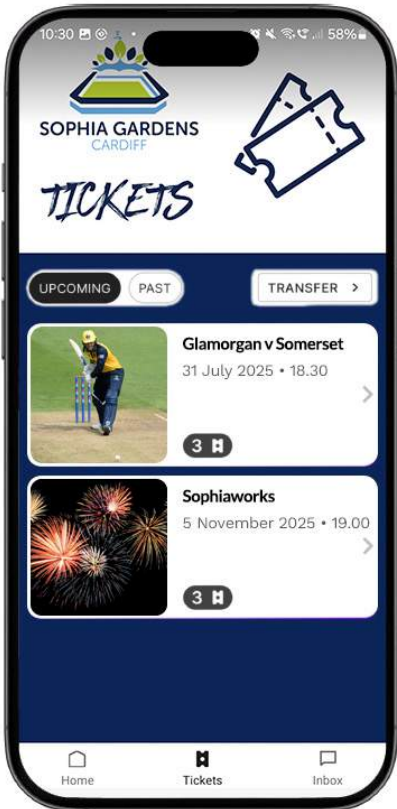 10:30 58%
SOPHIA GARDENS
CARDIFF
TICKETS
UPCOMING PAST TRANSFER >
Glamorgan v Somerset
31 July 2025 • 18.30
3
Sophiaworks
5 November 2025 • 19.00
3
Home Tickets Inbox